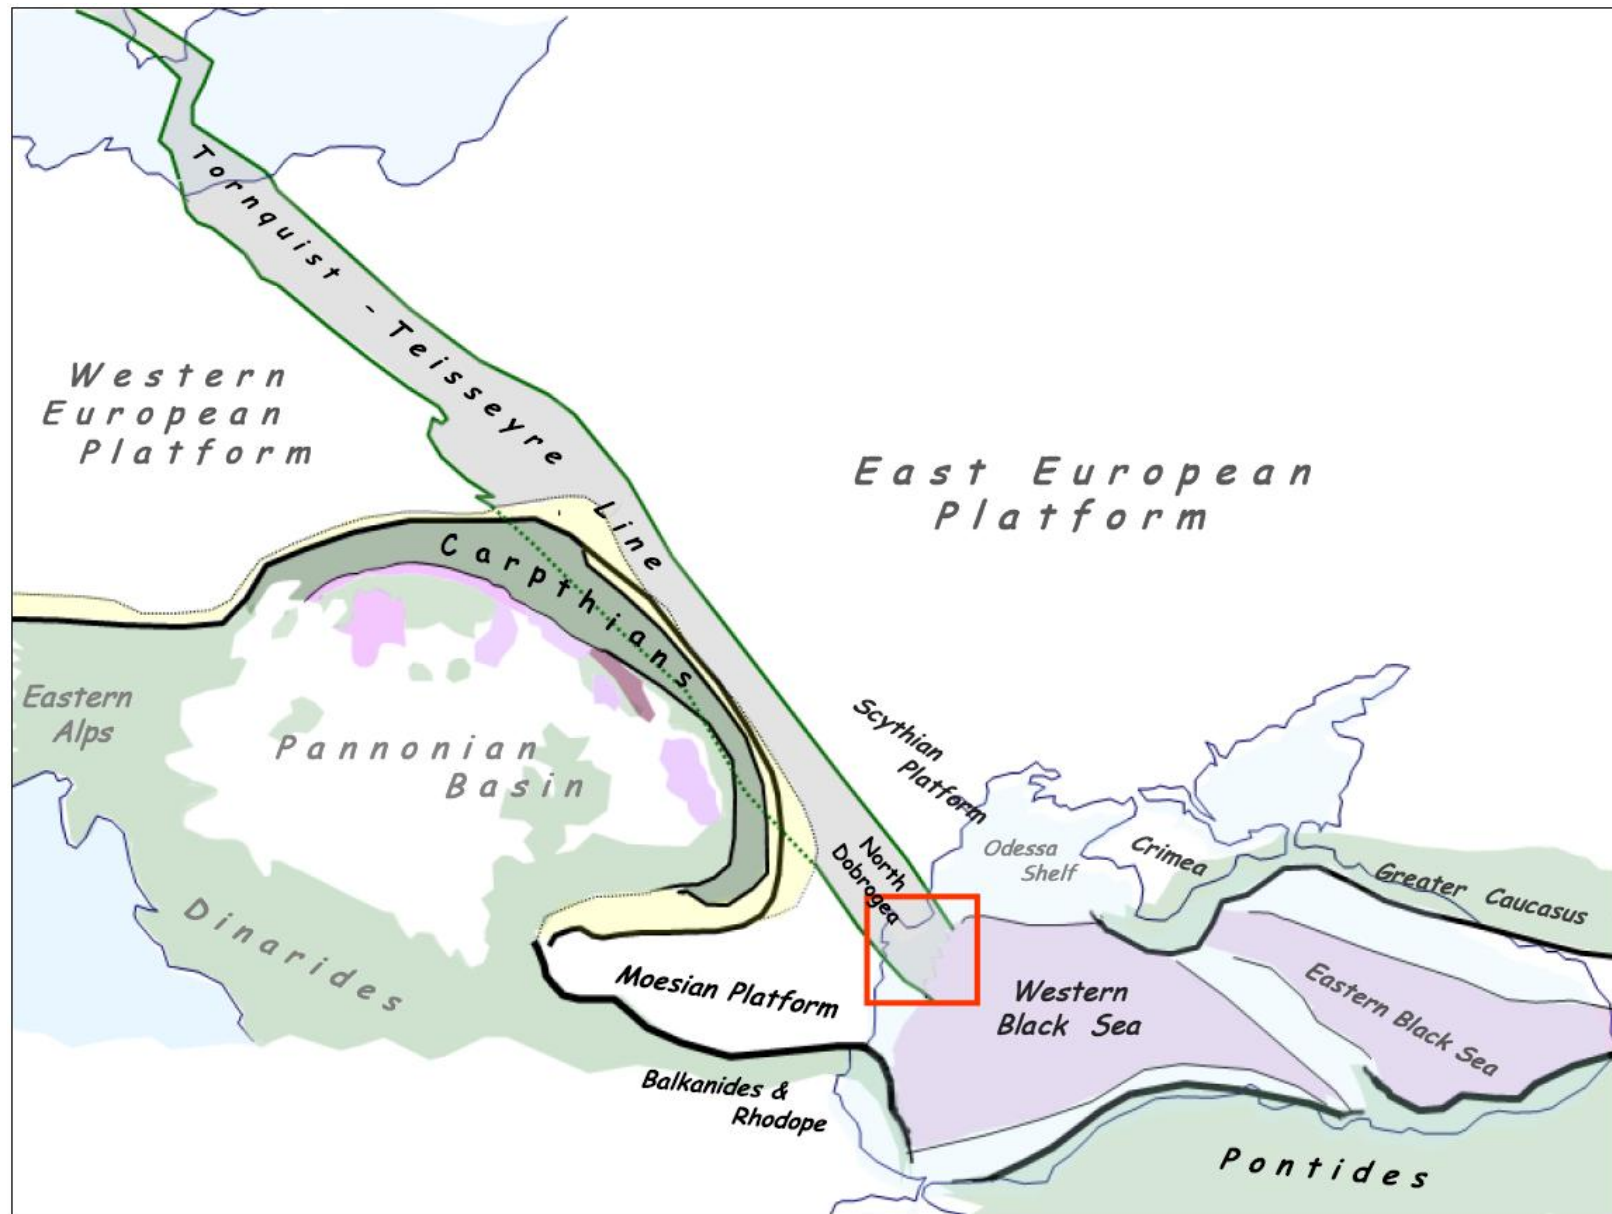 Tornquist - Teisseyre Line
Western
European
Platform
East European
Platform
Carpthians
Eastern
Alps
Pannonian
Basin
Scythian
Platform
North
Dobrogea
Odessa
Shelf
Crimea
Greater Caucasus
Dinarides
Moesian Platform
Western
Black Sea
Eastern Black Sea
Balkanides &
Rhodope
Pontides